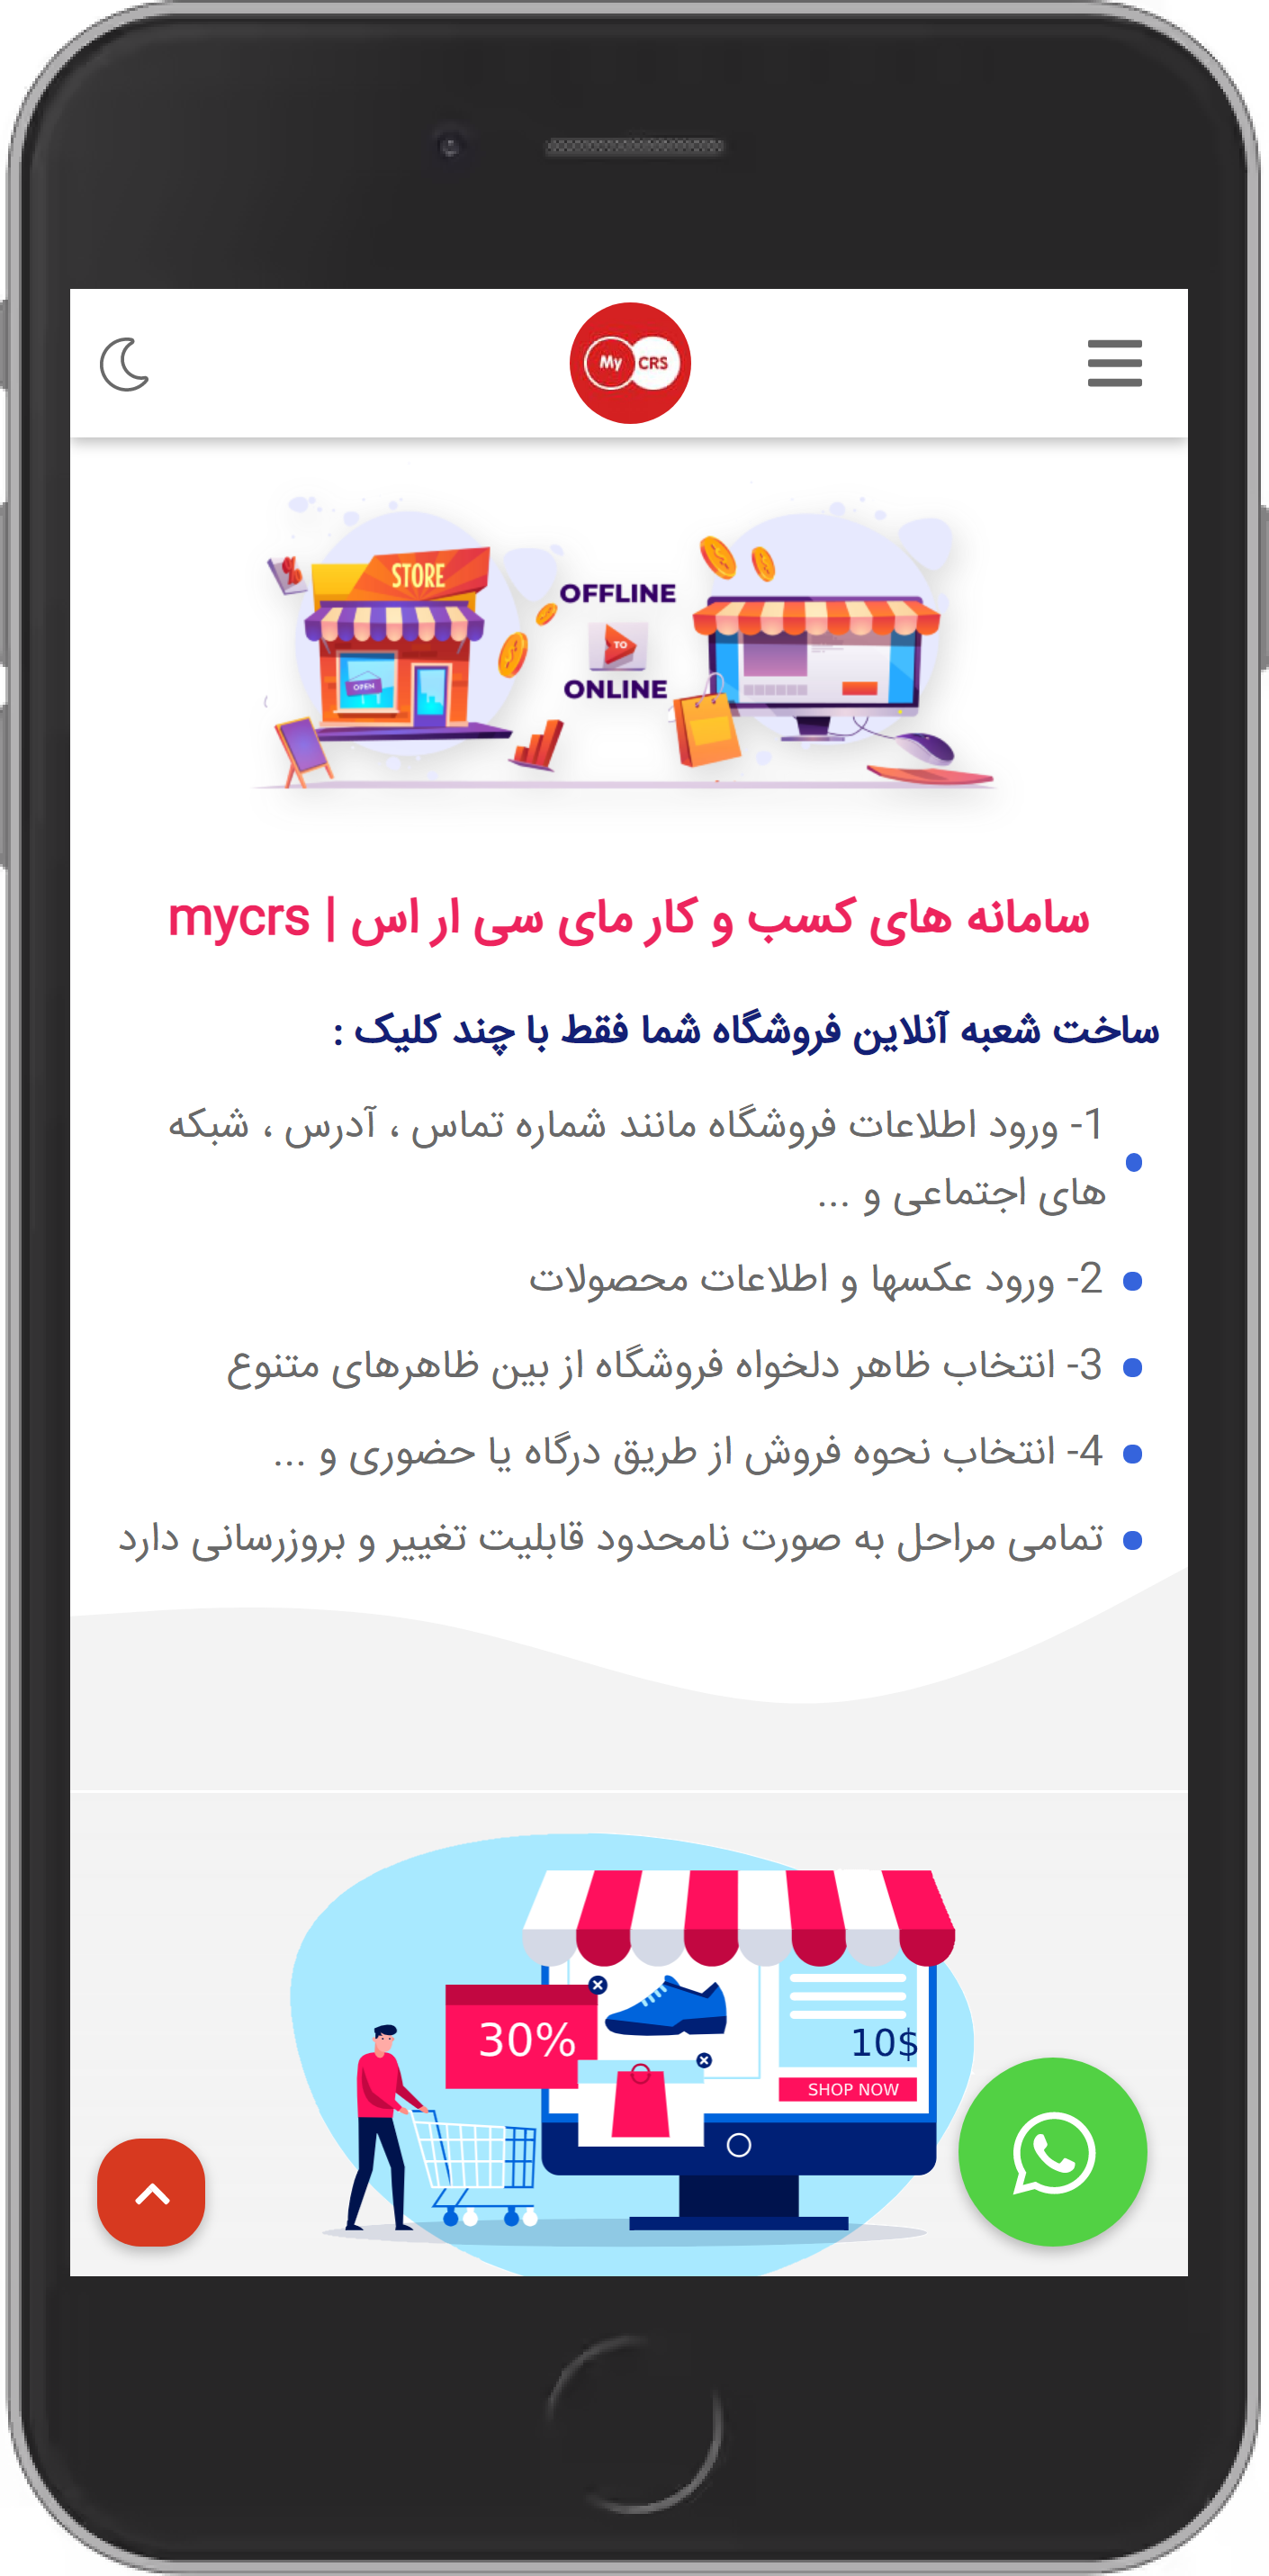 My CRS
STORE
%
OPEN
OFFLINE
TO
ONLINE
سامانه های کسب و کار مای سی ار اس | mycrs
ساخت شعبه آنلاین فروشگاه شما فقط با چند کلیک :
1- ورود اطلاعات فروشگاه مانند شماره تماس ، آدرس ، شبکه
های اجتماعی و ...
2- ورود عکسها و اطلاعات محصولات
3- انتخاب ظاهر دلخواه فروشگاه از بین ظاهرهای متنوع
4- انتخاب نحوه فروش از طریق درگاه یا حضوری و ...
تمامی مراحل به صورت نامحدود قابلیت تغییر و بروزرسانی دارد
30%
10$
SHOP NOW